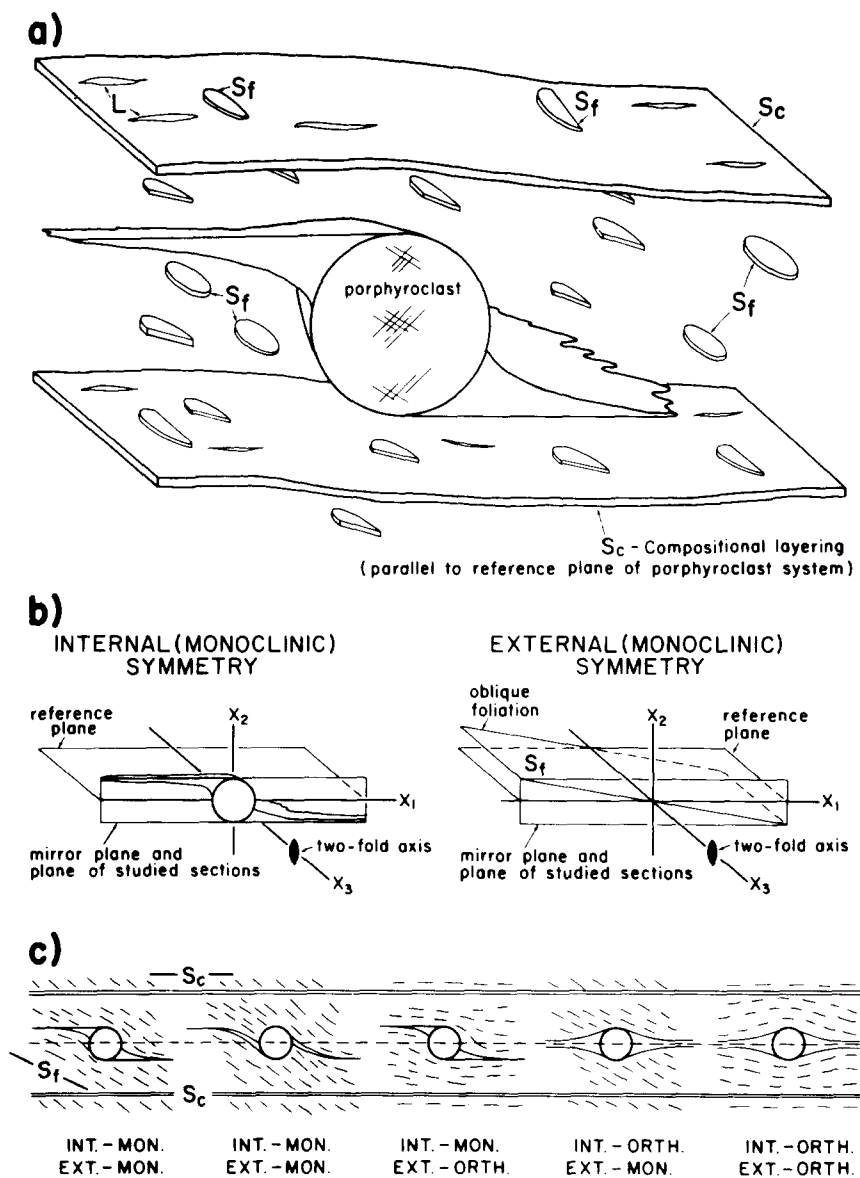 a)
Sf
L
Sf
Sc
porphyroclast
Sf
Sf
Sc - Compositional layering
(parallel to reference plane of porphyroclast system)
b)
INTERNAL (MONOCLINIC)
SYMMETRY
EXTERNAL (MONOCLINIC)
SYMMETRY
reference
plane
X2
X1
mirror plane and
plane of studied sections
two-fold axis
X3
oblique
foliation
X2
reference
plane
Sf
X1
mirror plane and
plane of studied sections
two-fold axis
X3
c)
Sc
Sf
Sc
INT.-MON.
EXT.-MON.
INT.-MON.
EXT.-MON.
INT.-MON.
EXT.-ORTH.
INT.-ORTH.
EXT.-MON.
INT.-ORTH.
EXT.-ORTH.